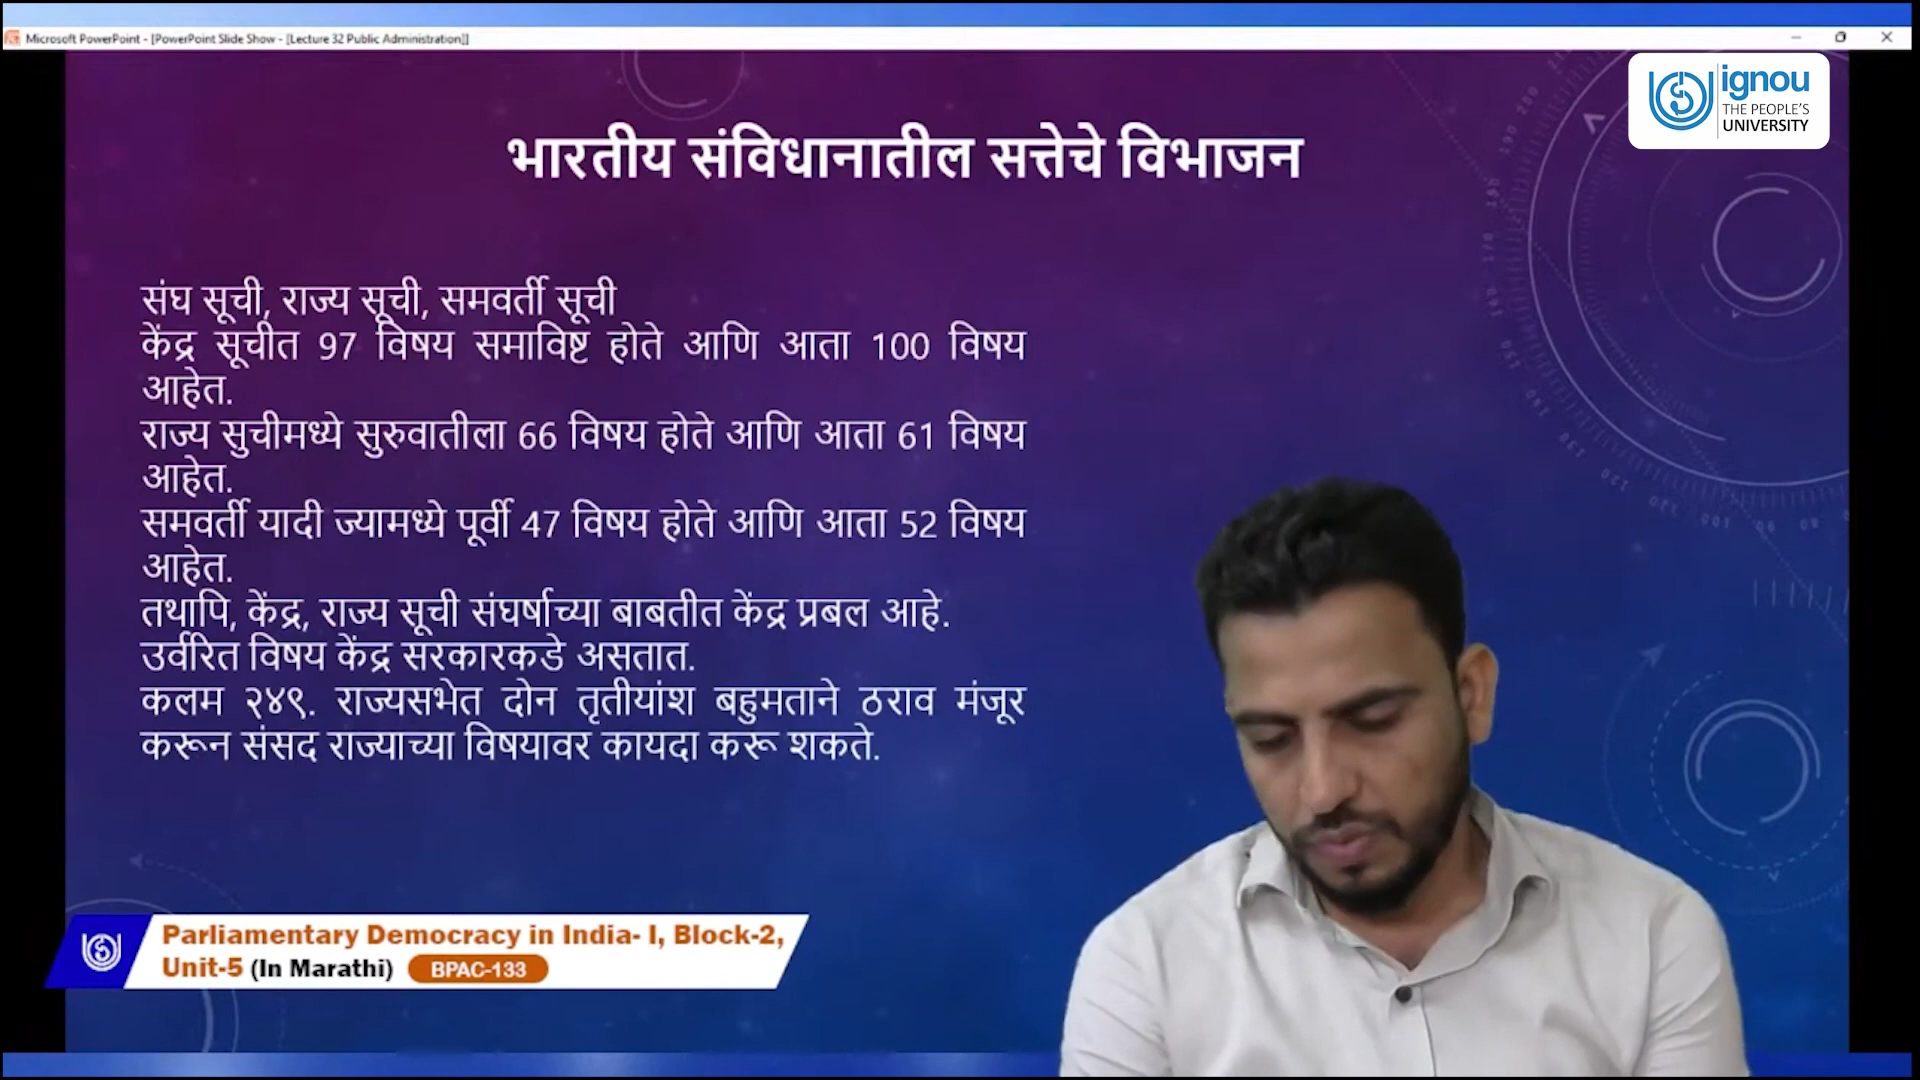 Microsoft PowerPoint - [PowerPoint Slide Show - [Lecture 32 Public Administration]]
ignou
THE PEOPLE'S
UNIVERSITY
भारतीय संविधानातील सत्तेचे विभाजन
संघ सूची, राज्य सूची, समवर्ती सूची
केंद्र सूचीत 97 विषय समाविष्ट होते आणि आता 100 विषय
आहेत.
राज्य सुचीमध्ये सुरुवातीला 66 विषय होते आणि आता 61 विषय
आहेत.
समवर्ती यादी ज्यामध्ये पूर्वी 47 विषय होते आणि आता 52 विषय
आहेत.
तथापि, केंद्र, राज्य सूची संघर्षाच्या बाबतीत केंद्र प्रबल आहे.
उर्वरित विषय केंद्र सरकारकडे असतात.
कलम २४९. राज्यसभेत दोन तृतीयांश बहुमताने ठराव मंजूर
करून संसद राज्याच्या विषयावर कायदा करू शकते.
Parliamentary Democracy in India- I, Block-2,
Unit-5 (In Marathi) BPAC-133